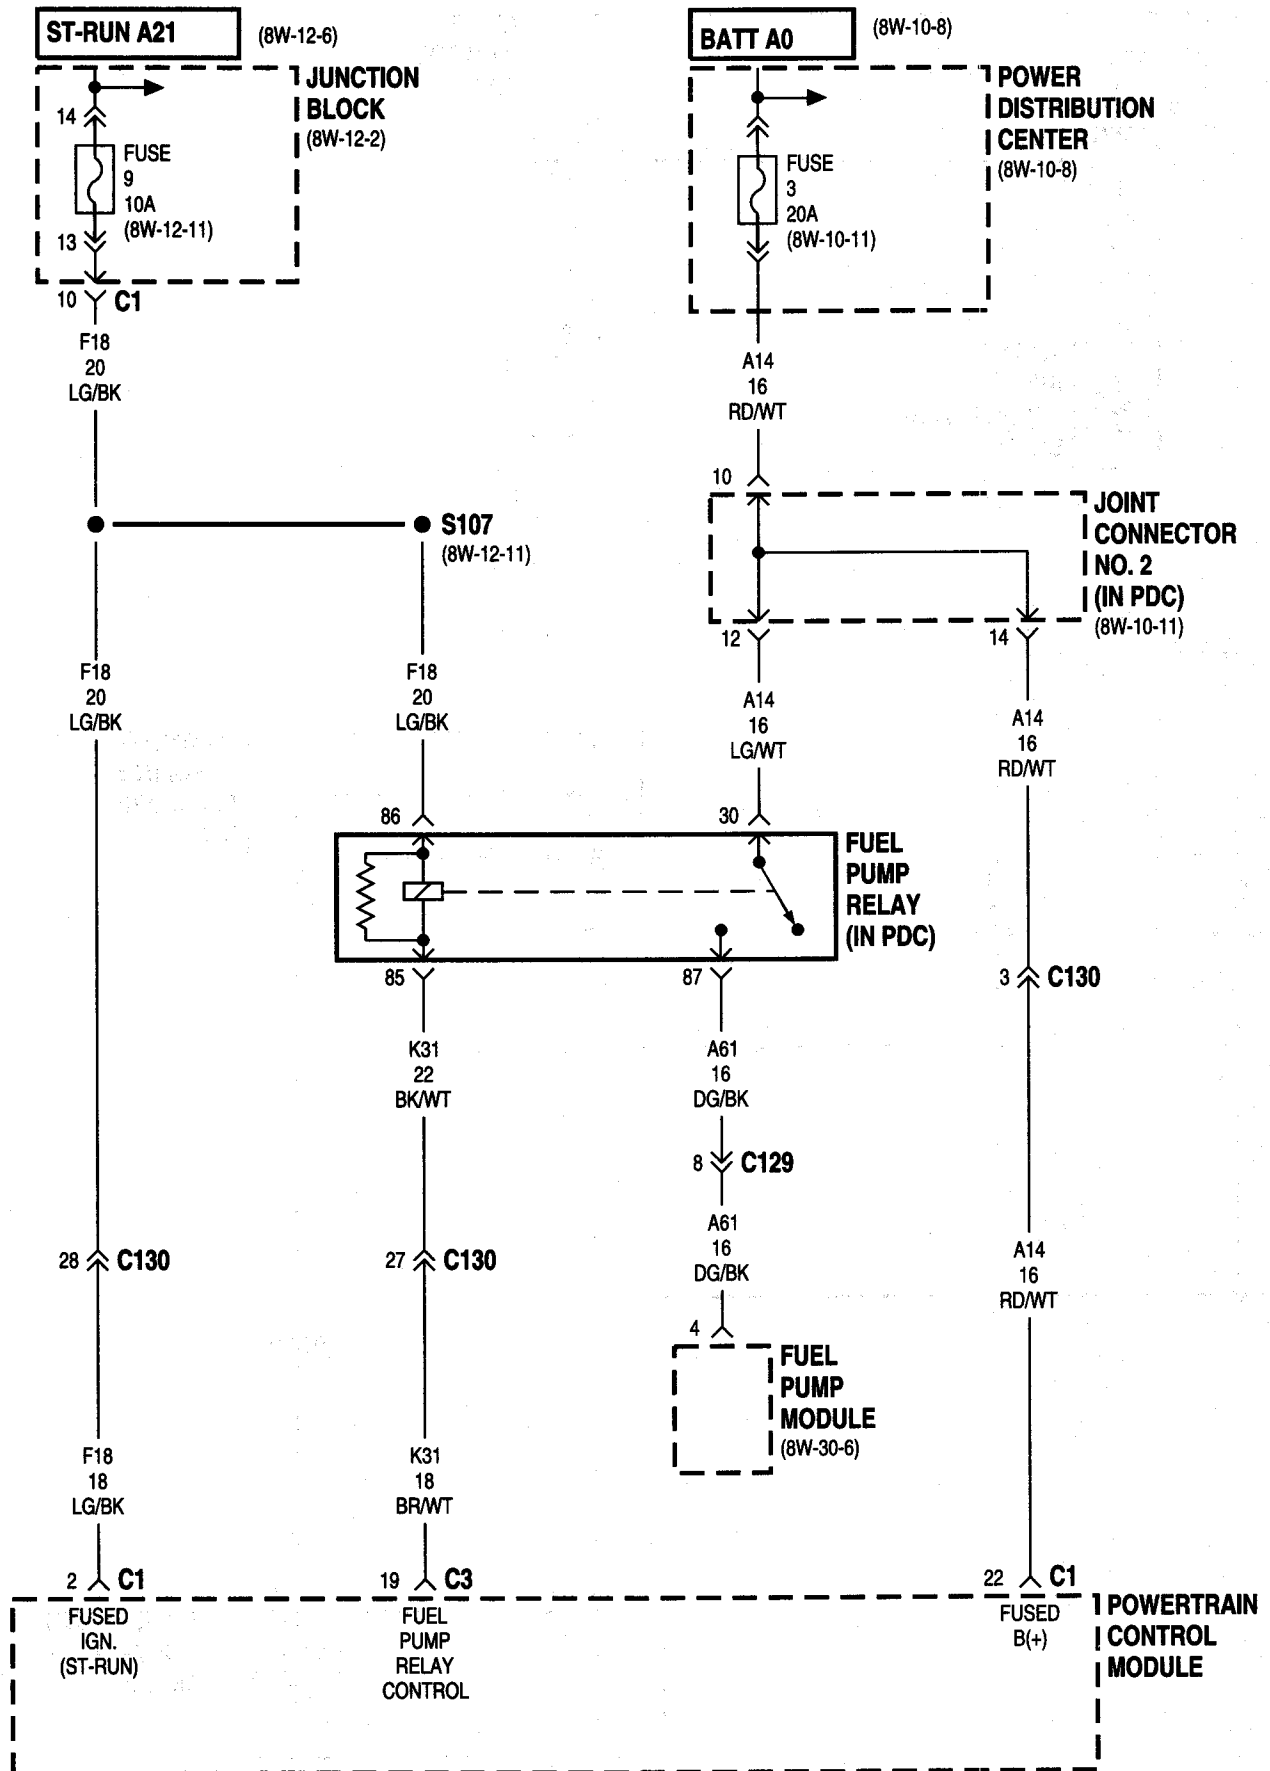 ST-RUN A21
(8W-12-6)
BATT A0
(8W-10-8)
JUNCTION
BLOCK
(8W-12-2)
14
FUSE
9
10A
(8W-12-11)
13
10
C1
POWER
DISTRIBUTION
CENTER
(8W-10-8)
FUSE
3
20A
(8W-10-11)
F18
20
LG/BK
A14
16
RD/WT
10
S107
(8W-12-11)
JOINT
CONNECTOR
NO. 2
(IN PDC)
(8W-10-11)
12
14
F18
20
LG/BK
F18
20
LG/BK
A14
16
LG/WT
A14
16
RD/WT
86
30
FUEL
PUMP
RELAY
(IN PDC)
85
87
3
C130
K31
22
BK/WT
A61
16
DG/BK
8
C129
A61
16
DG/BK
28
C130
27
C130
A14
16
RD/WT
4
FUEL
PUMP
MODULE
(8W-30-6)
F18
18
LG/BK
K31
18
BR/WT
2
C1
19
C3
22
C1
FUSED
IGN.
(ST-RUN)
FUEL
PUMP
RELAY
CONTROL
FUSED
B(+)
POWERTRAIN
CONTROL
MODULE